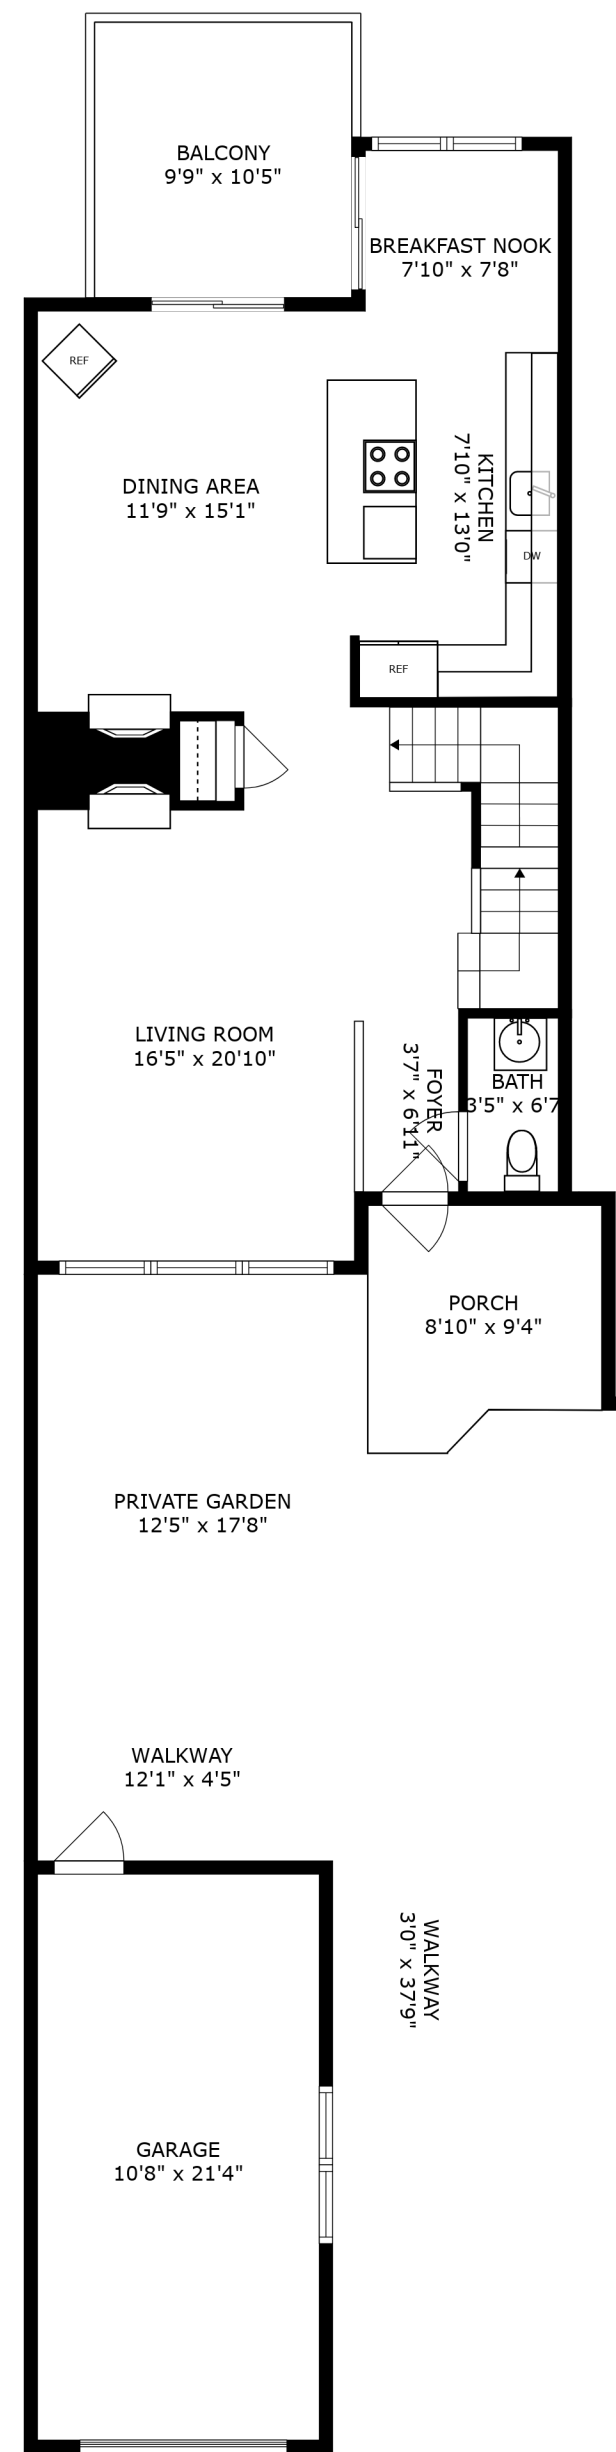 BALCONY
9'9" x 10'5"
BREAKFAST NOOK
7'10" x 7'8"
REF
DINING AREA
11'9" x 15'1"
KITCHEN
7'10" x 13'0"
DW
REF
LIVING ROOM
16'5" x 20'10"
FOYER
3'7" x 6'11"
BATH
3'5" x 6'7
PORCH
8'10" x 9'4"
PRIVATE GARDEN
12'5" x 17'8"
WALKWAY
12'1" x 4'5"
WALKWAY
3'0" x 37'9"
GARAGE
10'8" x 21'4"